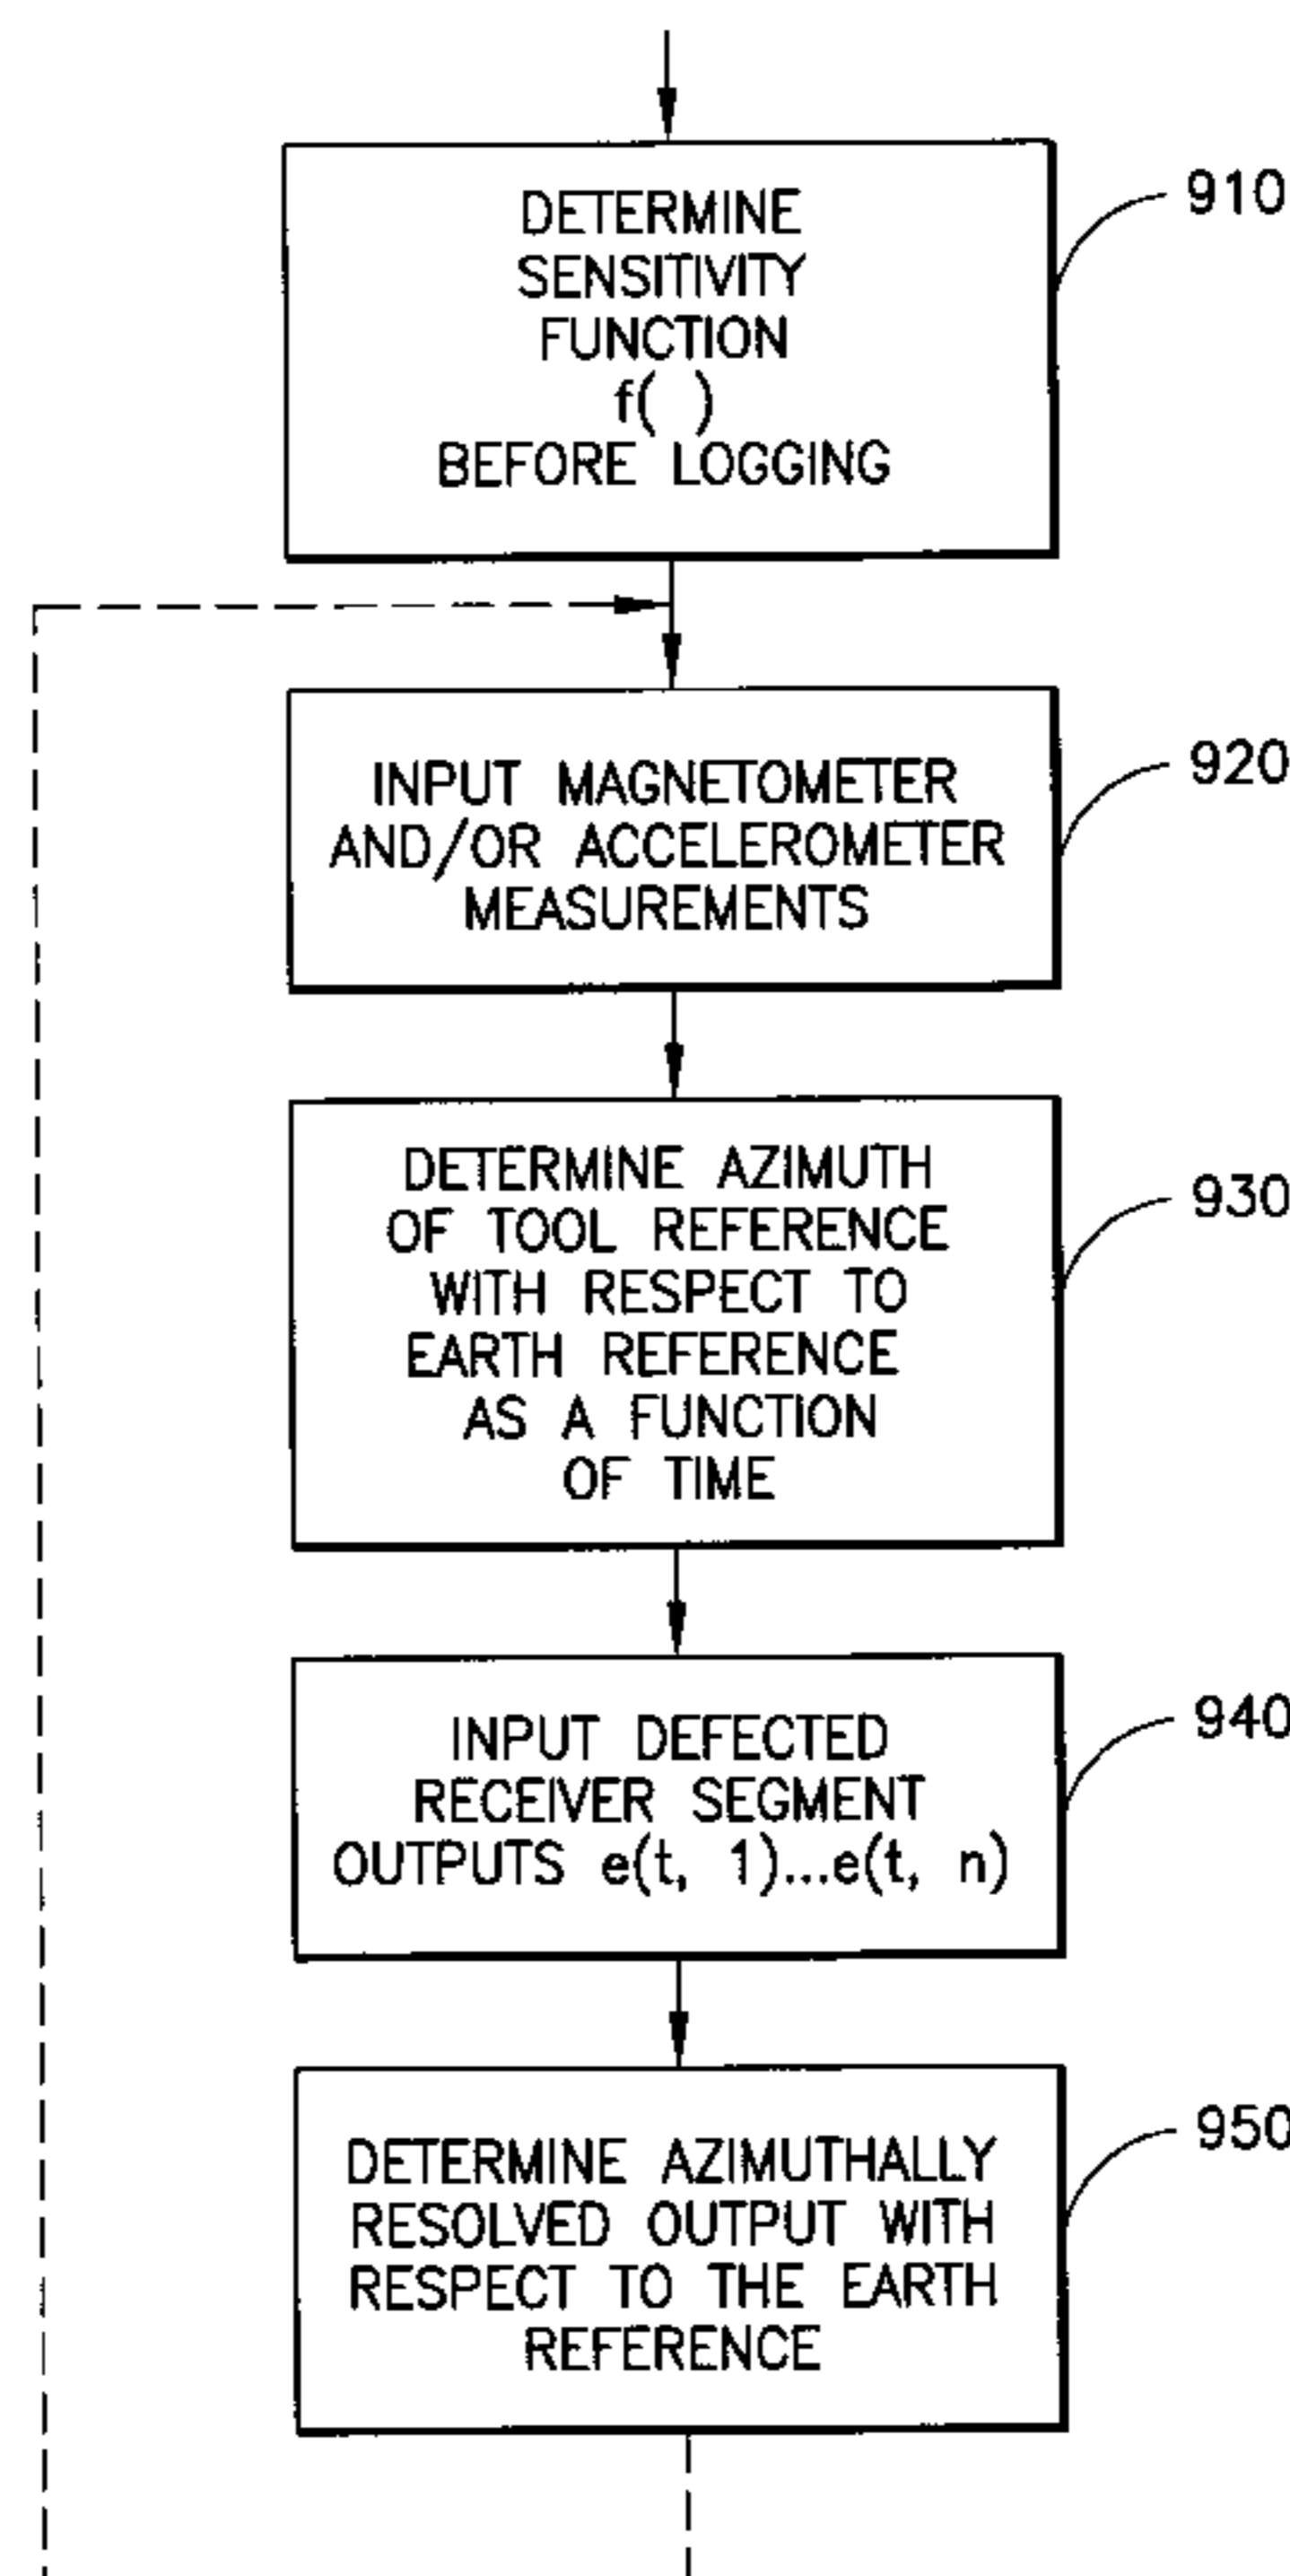 DETERMINE
SENSITIVITY
FUNCTION
f( )
BEFORE LOGGING
910
INPUT MAGNETOMETER
AND/OR ACCELEROMETER
MEASUREMENTS
920
DETERMINE AZIMUTH
OF TOOL REFERENCE
WITH RESPECT TO
EARTH REFERENCE
AS A FUNCTION
OF TIME
930
INPUT DEFECTED
RECEIVER SEGMENT
OUTPUTS e(t, 1)...e(t, n)
940
DETERMINE AZIMUTHALLY
RESOLVED OUTPUT WITH
RESPECT TO THE EARTH
REFERENCE
950